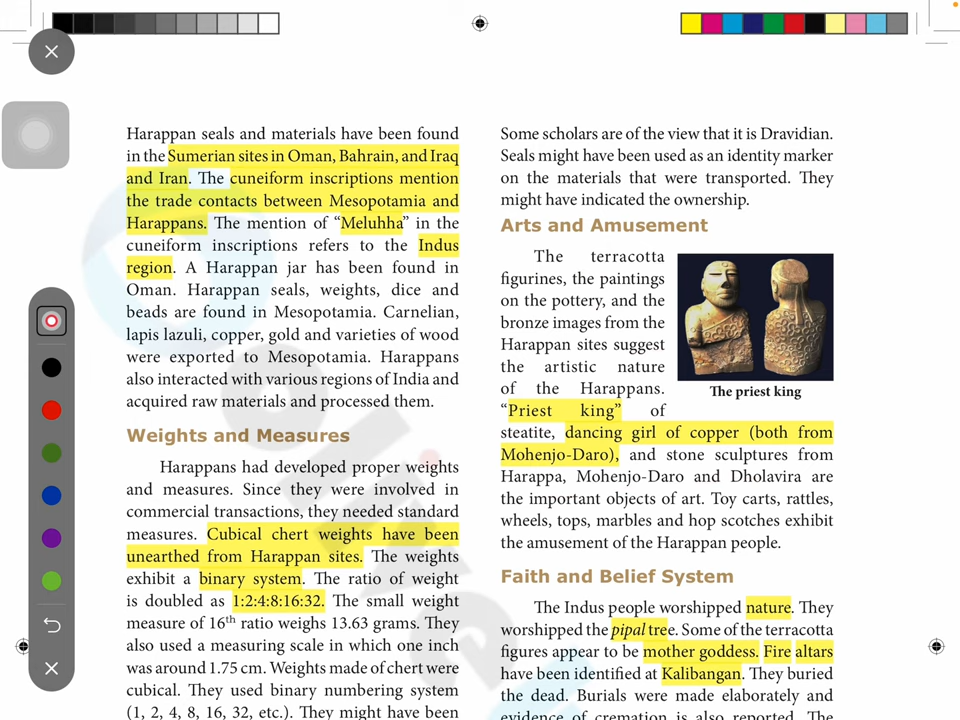 Harappan seals and materials have been found
in the Sumerian sites in Oman, Bahrain, and Iraq
and Iran. The cuneiform inscriptions mention
the trade contacts between Mesopotamia and
Harappans. The mention of “Meluhha” in the
cuneiform inscriptions refers to the Indus
region. A Harappan jar has been found in
Oman. Harappan seals, weights, dice and
beads are found in Mesopotamia. Carnelian,
lapis lazuli, copper, gold and varieties of wood
were exported to Mesopotamia. Harappans
also interacted with various regions of India and
acquired raw materials and processed them.
Weights and Measures
Harappans had developed proper weights
and measures. Since they were involved in
commercial transactions, they needed standard
measures. Cubical chert weights have been
unearthed from Harappan sites. The weights
exhibit a binary system. The ratio of weight
is doubled as 1:2:4:8:16:32. The small weight
measure of 16th ratio weighs 13.63 grams. They
also used a measuring scale in which one inch
was around 1.75 cm. Weights made of chert were
cubical. They used binary numbering system
(1, 2, 4, 8, 16, 32, etc.). They might have been
Some scholars are of the view that it is Dravidian.
Seals might have been used as an identity marker
on the materials that were transported. They
might have indicated the ownership.
Arts and Amusement
The terracotta
figurines, the paintings
on the pottery, and the
bronze images from the
Harappan sites suggest
the artistic nature
of the Harappans.
“Priest king” of
steatite, dancing girl of copper (both from
Mohenjo-Daro), and stone sculptures from
Harappa, Mohenjo-Daro and Dholavira are
the important objects of art. Toy carts, rattles,
wheels, tops, marbles and hop scotches exhibit
the amusement of the Harappan people.
The priest king
Faith and Belief System
The Indus people worshipped nature. They
worshipped the pipal tree. Some of the terracotta
figures appear to be mother goddess. Fire altars
have been identified at Kalibangan. They buried
the dead. Burials were made elaborately and
evidence of cremation is also reported. The